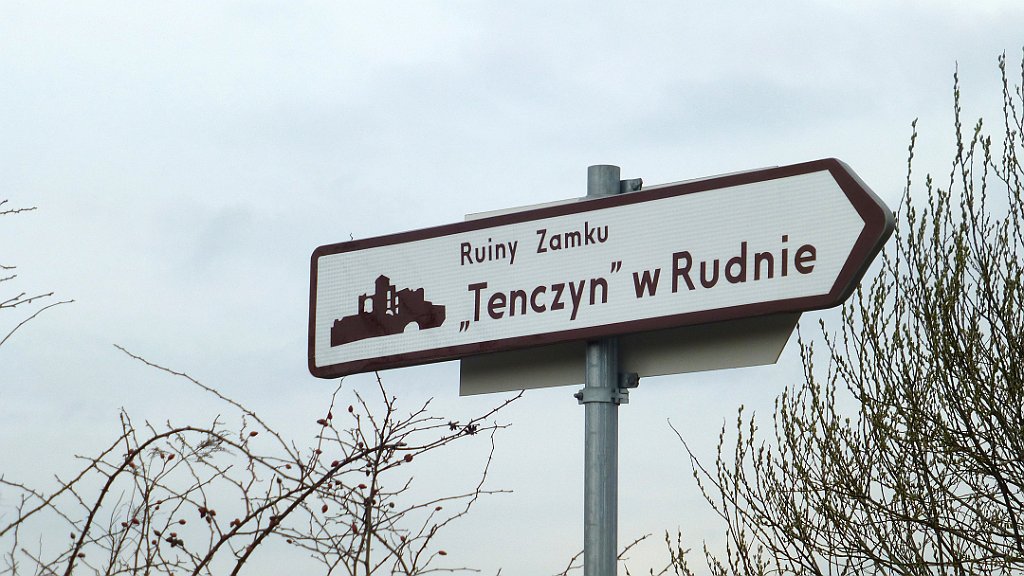 Ruiny Zamku
„Tenczyn” w Rudnie